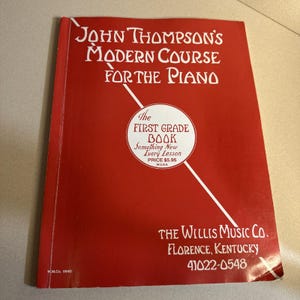 JOHN THOMPSON'S
MODERN COURSE
FOR THE PIANO
The
FIRST GRADE
BOOK
Something New
Every Lesson
PRICE $5.95
THE WILLIS MUSIC CO.
FLORENCE, KENTUCKY
41022-0548